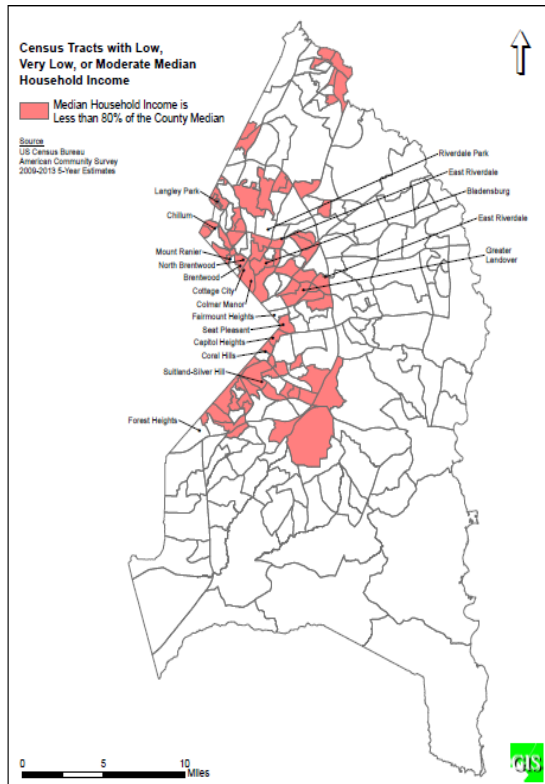 Census Tracts with Low,
Very Low, or Moderate Median
Household Income
Median Household Income is
Less than 80% of the County Median
Source
US Census Bureau
American Community Survey
2009-2013 5-Year Estimates
Riverdale Park
East Riverdale
Bladensburg
East Riverdale
Greater
Landover
Langley Park
Chillum
Mount Ranier
North Brentwood
Brentwood
Cottage City
Colmar Manor
Fairmount Heights
Seat Pleasant
Capitol Heights
Coral Hills
Suitland-Silver Hill
Forest Heights
0 5 10
Miles
GIS